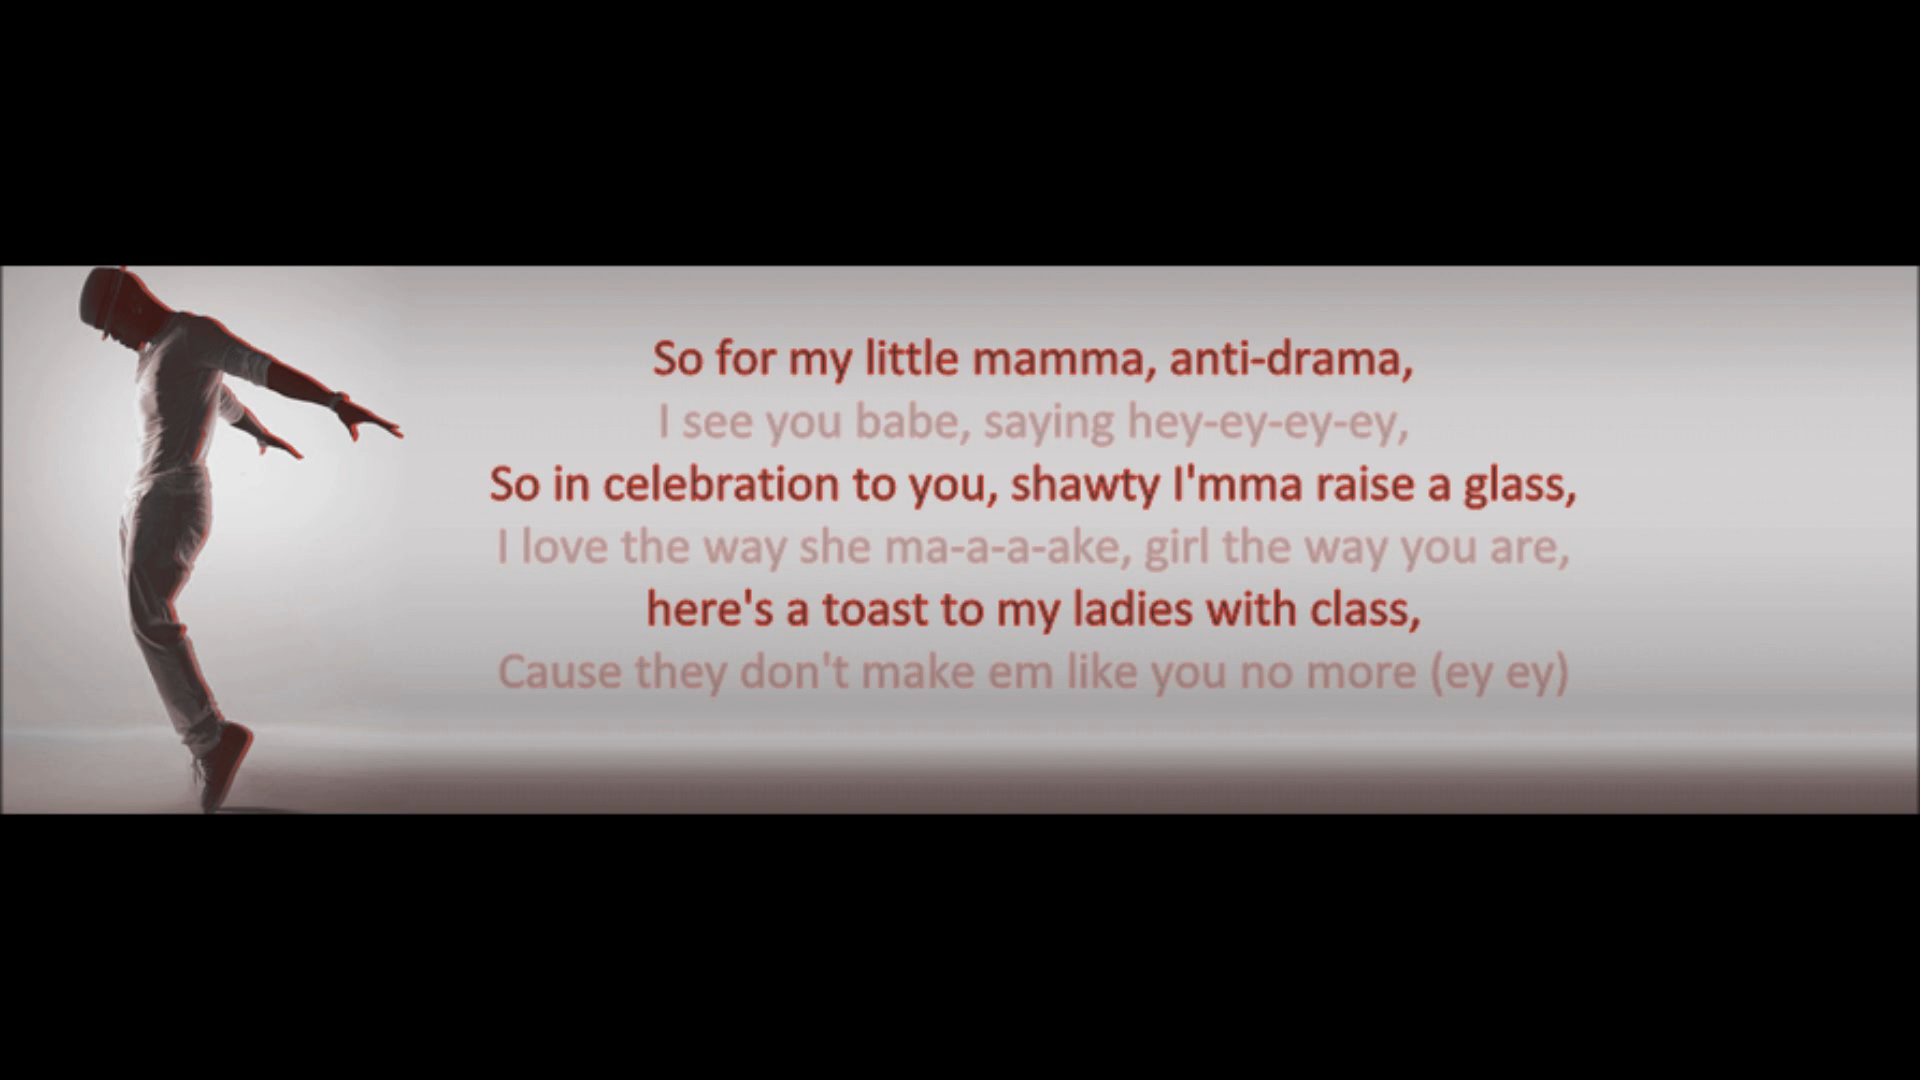 So for my little mamma, anti-drama,
I see you babe, saying hey-ey-ey-ey,
So in celebration to you, shawty I'mma raise a glass,
I love the way she ma-a-a-ake, girl the way you are,
here's a toast to my ladies with class,
Cause they don't make em like you no more (ey ey)